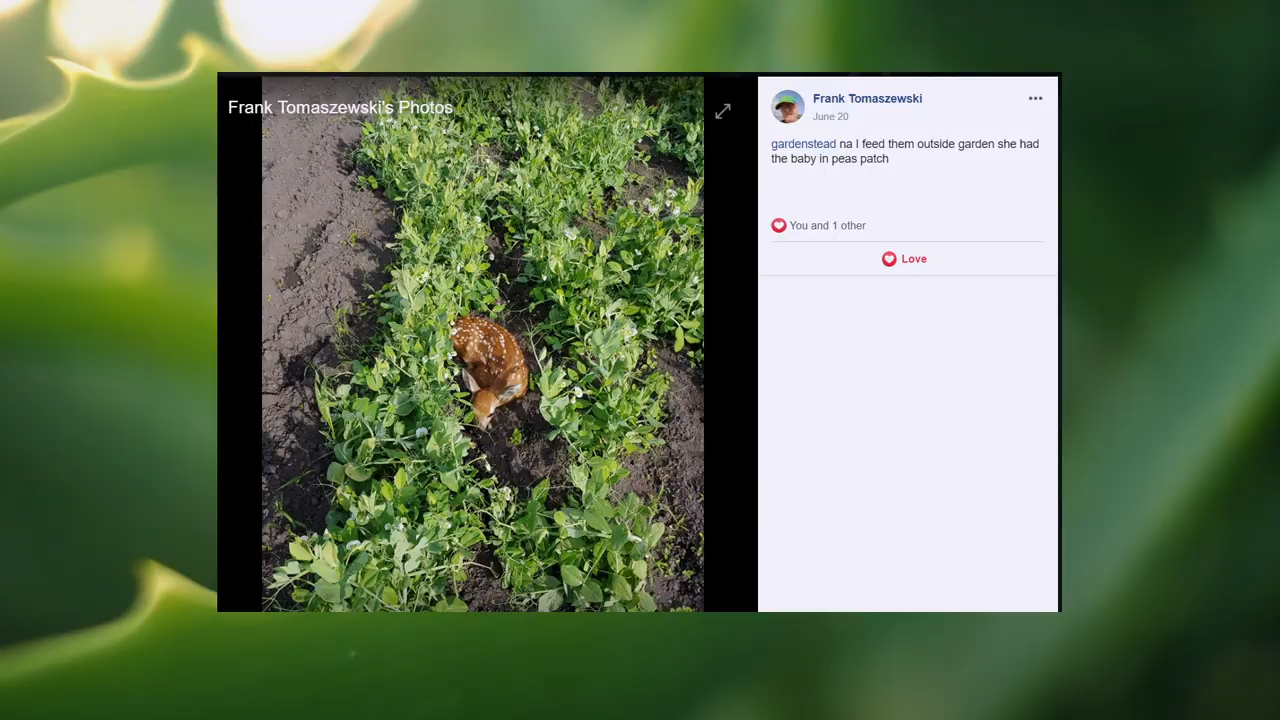 Frank Tomaszewski's Photos
Frank Tomaszewski
June 20
gardenstead na I feed them outside garden she had
the baby in peas patch
You and 1 other
Love